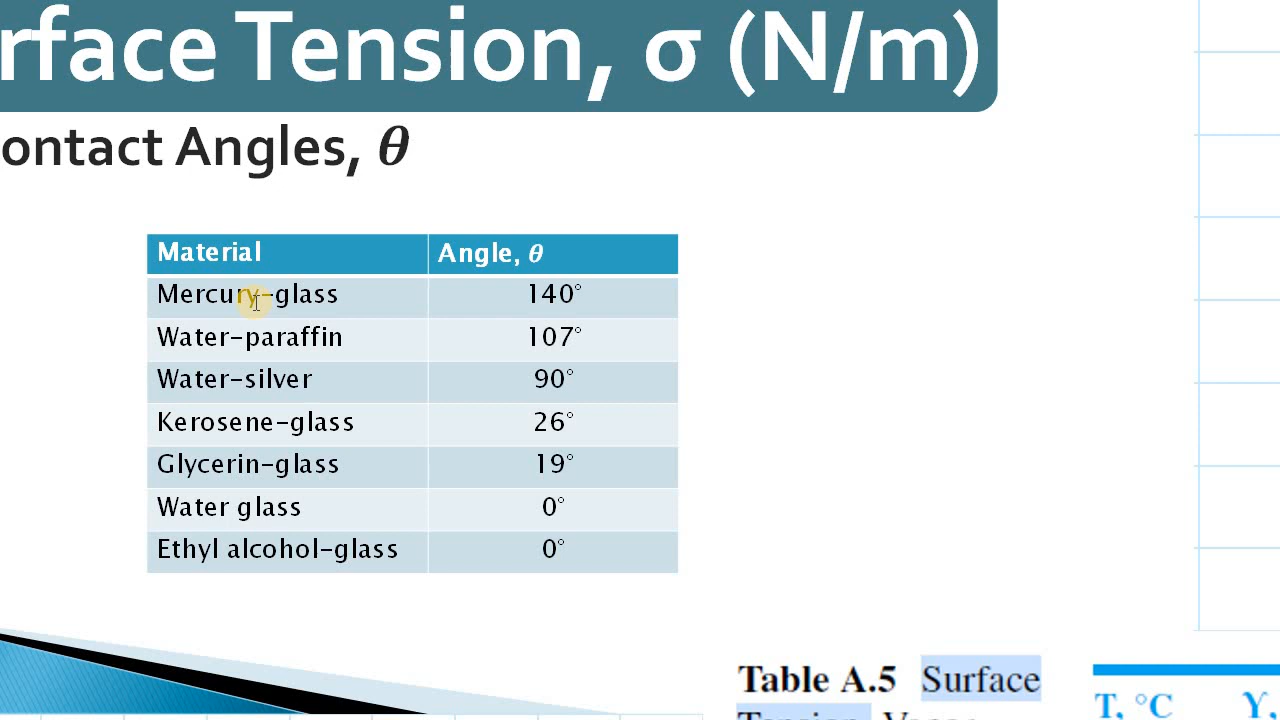 rface Tension, σ (N/m)
ontact Angles, θ
Material Angle, θ
Mercury-glass 140°
Water-paraffin 107°
Water-silver 90°
Kerosene-glass 26°
Glycerin-glass 19°
Water glass 0°
Ethyl alcohol-glass 0°
Table A.5 Surface
T, °C